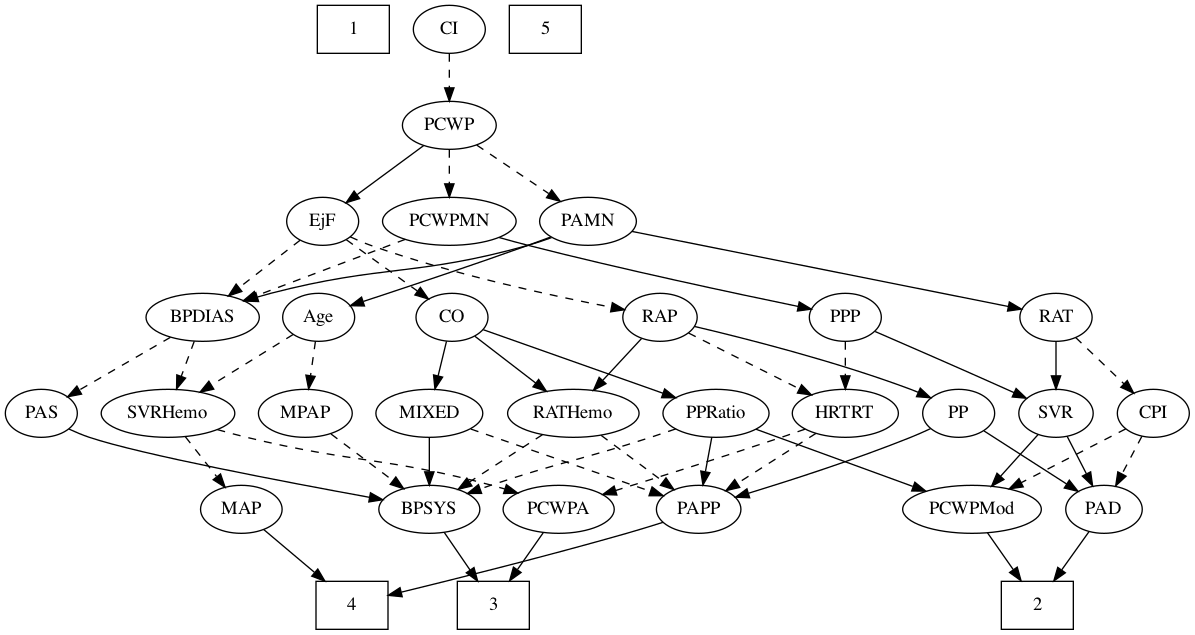 1
CI
5
PCWP
EjF
PCWPMN
PAMN
BPDIAS
Age
CO
RAP
PPP
RAT
PAS
SVRHemo
MPAP
MIXED
RATHemo
PPRatio
HRTRT
PP
SVR
CPI
MAP
BPSYS
PCWPA
PAPP
PCWPMod
PAD
4
3
2